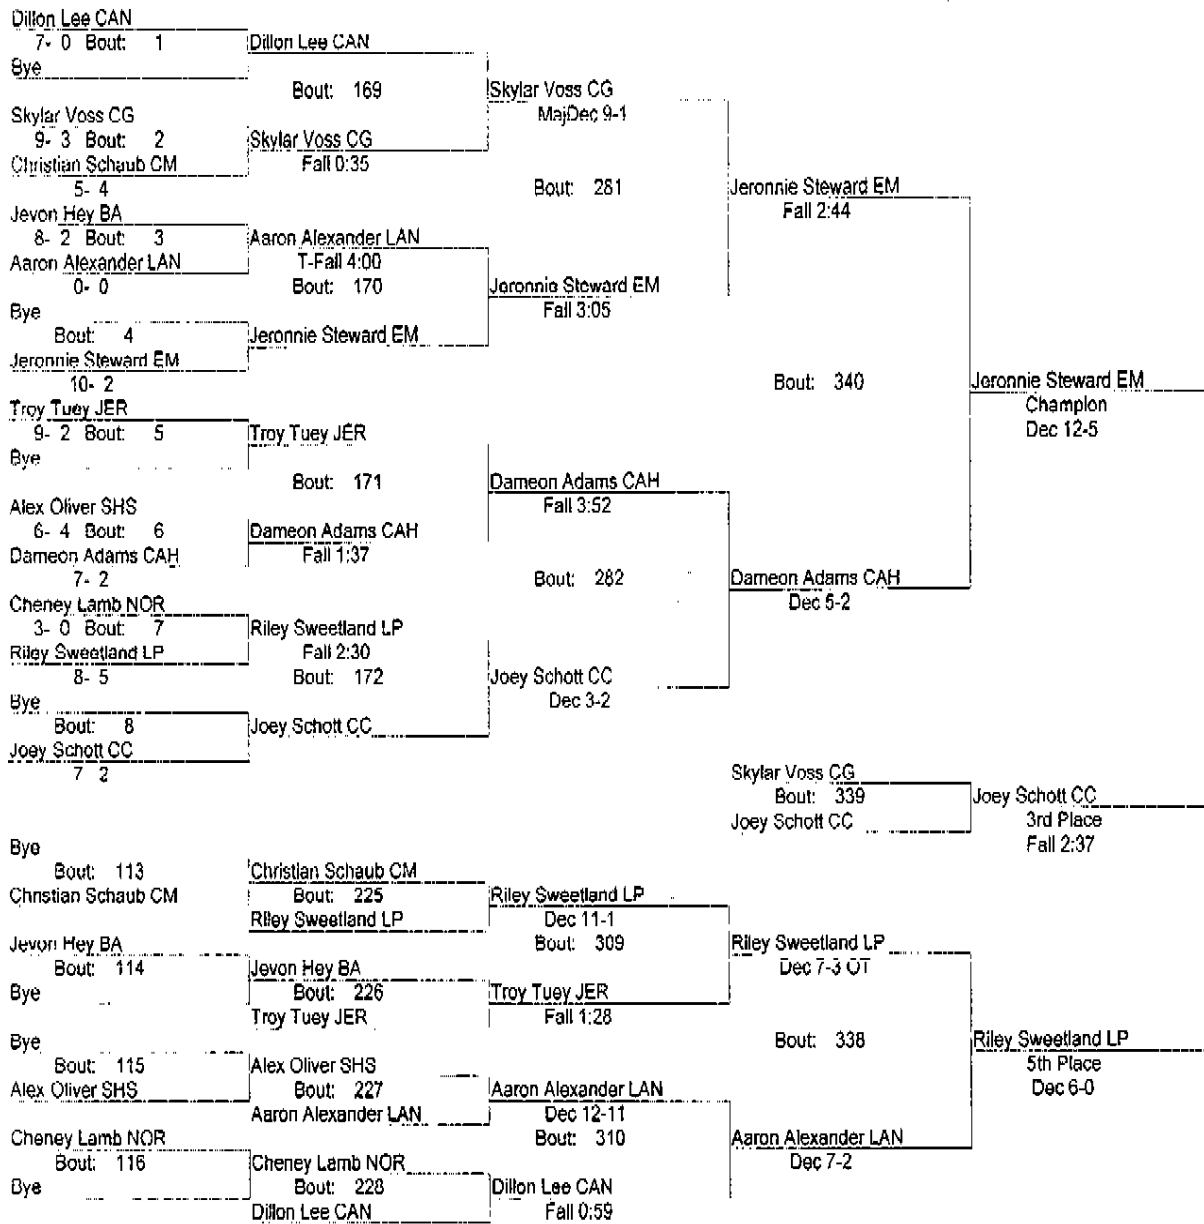 Dillon Lee CAN
7- 0 Bout: 1
Bye
Dillon Lee CAN
Bout: 169
Skylar Voss CG
9- 3 Bout: 2
Christian Schaub CM
5- 4
Skylar Voss CG
Fall 0:35
Skylar Voss CG
MajDec 9-1
Jevon Hey BA
8- 2 Bout: 3
Aaron Alexander LAN
0- 0
Aaron Alexander LAN
T-Fall 4:00
Bout: 170
Bye
Bout: 4
Jeronnie Steward EM
10- 2
Jeronnie Steward EM
Jeronnie Steward EM
Fall 3:05
Bout: 281
Jeronnie Steward EM
Fall 2:44
Troy Tuey JER
9- 2 Bout: 5
Bye
Troy Tuey JER
Bout: 171
Alex Oliver SHS
6- 4 Bout: 6
Dameon Adams CAH
7- 2
Dameon Adams CAH
Fall 1:37
Dameon Adams CAH
Fall 3:52
Cheney Lamb NOR
3- 0 Bout: 7
Riley Sweetland LP
8- 5
Riley Sweetland LP
Fall 2:30
Bout: 172
Bye
Bout: 8
Joey Schott CC
7 2
Joey Schott CC
Joey Schott CC
Dec 3-2
Bout: 282
Dameon Adams CAH
Dec 5-2
Bout: 340
Jeronnie Steward EM
Champion
Dec 12-5
Skylar Voss CG
Bout: 339
Joey Schott CC
Joey Schott CC
3rd Place
Fall 2:37
Bye
Bout: 113
Christian Schaub CM
Christian Schaub CM
Bout: 225
Riley Sweetland LP
Riley Sweetland LP
Dec 11-1
Bout: 309
Jevon Hey BA
Bout: 114
Bye
Jevon Hey BA
Bout: 226
Troy Tuey JER
Troy Tuey JER
Fall 1:28
Riley Sweetland LP
Dec 7-3 OT
Bye
Bout: 115
Alex Oliver SHS
Alex Oliver SHS
Bout: 227
Aaron Alexander LAN
Aaron Alexander LAN
Dec 12-11
Bout: 310
Cheney Lamb NOR
Bout: 116
Bye
Cheney Lamb NOR
Bout: 228
Dillon Lee CAN
Dillon Lee CAN
Fall 0:59
Aaron Alexander LAN
Dec 7-2
Bout: 338
Riley Sweetland LP
5th Place
Dec 6-0